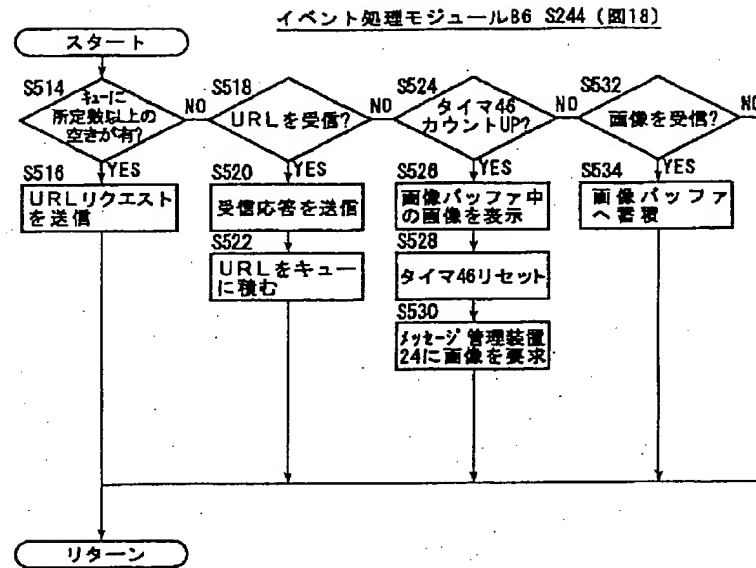 イベント処理モジュールB6 S244 (図18)
スタート
S514
キューに
所定数以上の
空きが有?
NO
YES
S516
URLリクエスト
を送信
S518
URLを受信?
NO
YES
S520
受信応答を送信
S522
URLをキュー
に積む
S524
タイマ46
カウントUP?
NO
YES
S526
画像バッファ中
の画像を表示
S528
タイマ46リセット
S530
メッセージ管理装置
24に画像を要求
S532
画像を受信?
NO
YES
S534
画像バッファ
へ蓄積
リターン